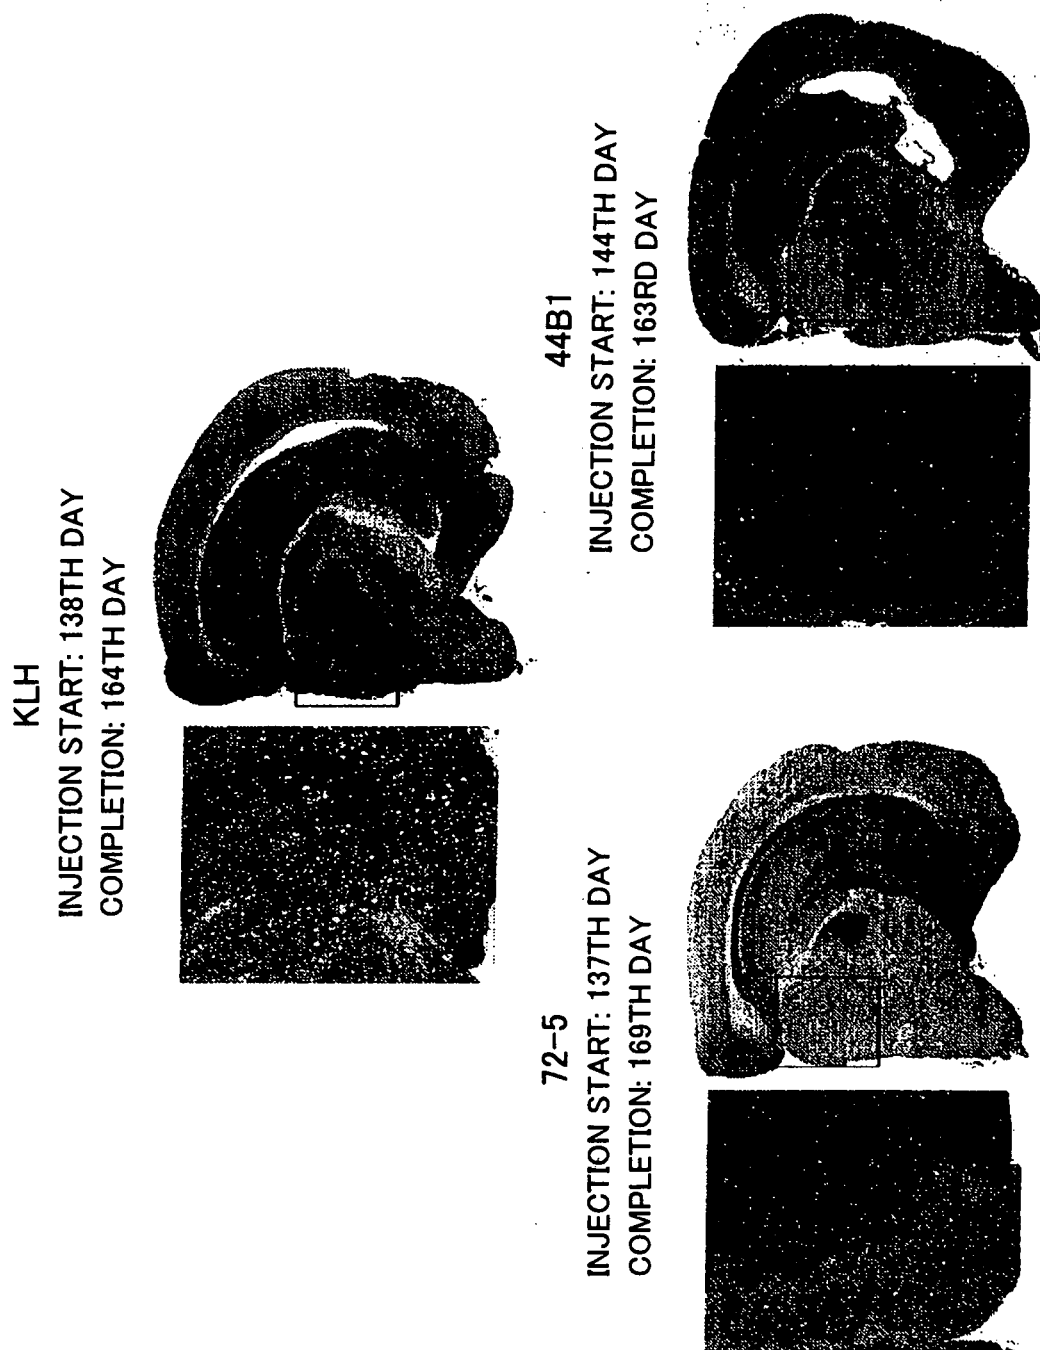 KLH
INJECTION START: 138TH DAY
COMPLETION: 164TH DAY
72-5
INJECTION START: 137TH DAY
COMPLETION: 169TH DAY
44B1
INJECTION START: 144TH DAY
COMPLETION: 163RD DAY